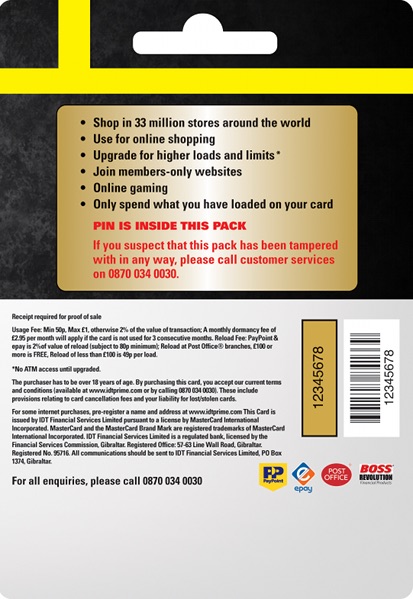 • Shop in 33 million stores around the world
• Use for online shopping
• Upgrade for higher loads and limits*
• Join members-only websites
• Online gaming
• Only spend what you have loaded on your card
PIN IS INSIDE THIS PACK
If you suspect that this pack has been tampered
with in any way, please call customer services
on 0870 034 0030.
Receipt required for proof of sale
Usage Fee: Min 50p, Max £1, otherwise 2% of the value of transaction; A monthly dormancy fee of
£2.95 per month will apply if the card is not used for 3 consecutive months. Reload Fee: PayPoint &
epay is 2% of value of reload (subject to 80p minimum); Reload at Post Office® branches, £100 or
more is FREE, Reload of less than £100 is 49p per load.
*No ATM access until upgraded.
The purchaser has to be over 18 years of age. By purchasing this card, you accept our current terms
and conditions (available at www.idtprime.com or by calling 0870 034 0030). These include
provisions relating to card cancellation fees and your liability for lost/stolen cards.
For some internet purchases, pre-register a name and address at www.idtprime.com This Card is
issued by IDT Financial Services Limited pursuant to a license by MasterCard International
Incorporated. MasterCard and the MasterCard Brand Mark are registered trademarks of MasterCard
International Incorporated. IDT Financial Services Limited is a regulated bank, licensed by the
Financial Services Commission, Gibraltar. Registered Office: 57-63 Line Wall Road, Gibraltar.
Registered No. 95716. All communications should be sent to IDT Financial Services Limited, PO Box
1374, Gibraltar.
For all enquiries, please call 0870 034 0030
12345678
12345678
PayPoint
epay
POST
OFFICE
BOSS
REVOLUTION
Financial Products